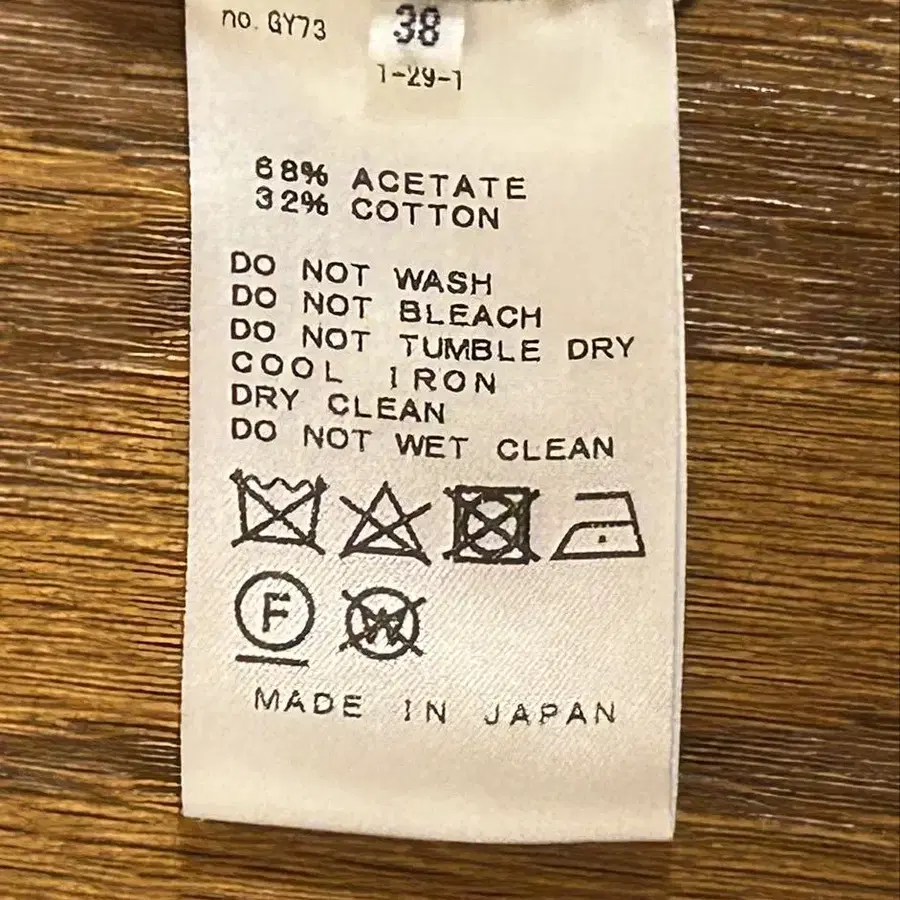 no. GY73
38
1-29-1
68% ACETATE
32% COTTON
DO NOT WASH
DO NOT BLEACH
DO NOT TUMBLE DRY
COOL IRON
DRY CLEAN
DO NOT WET CLEAN
F W
MADE IN JAPAN